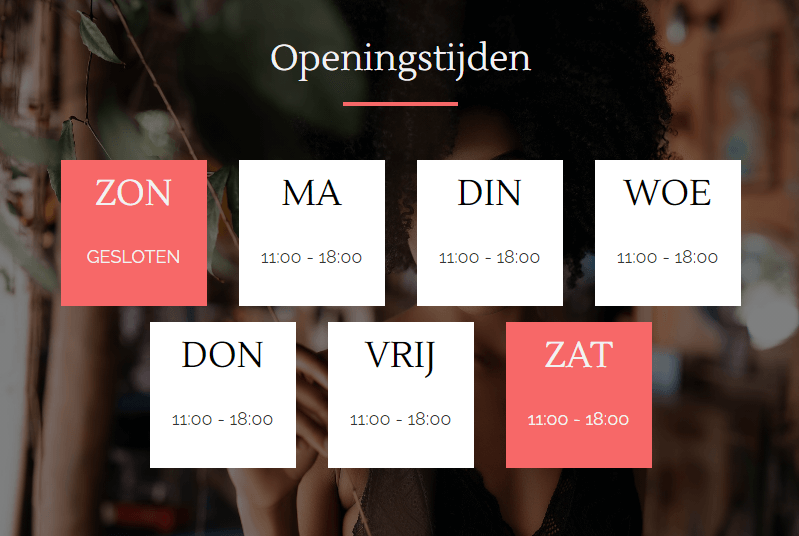 Openingstijden
ZON
GESLOTEN
MA
11:00 - 18:00
DIN
11:00 - 18:00
WOE
11:00 - 18:00
DON
11:00 - 18:00
VRIJ
11:00 - 18:00
ZAT
11:00 - 18:00